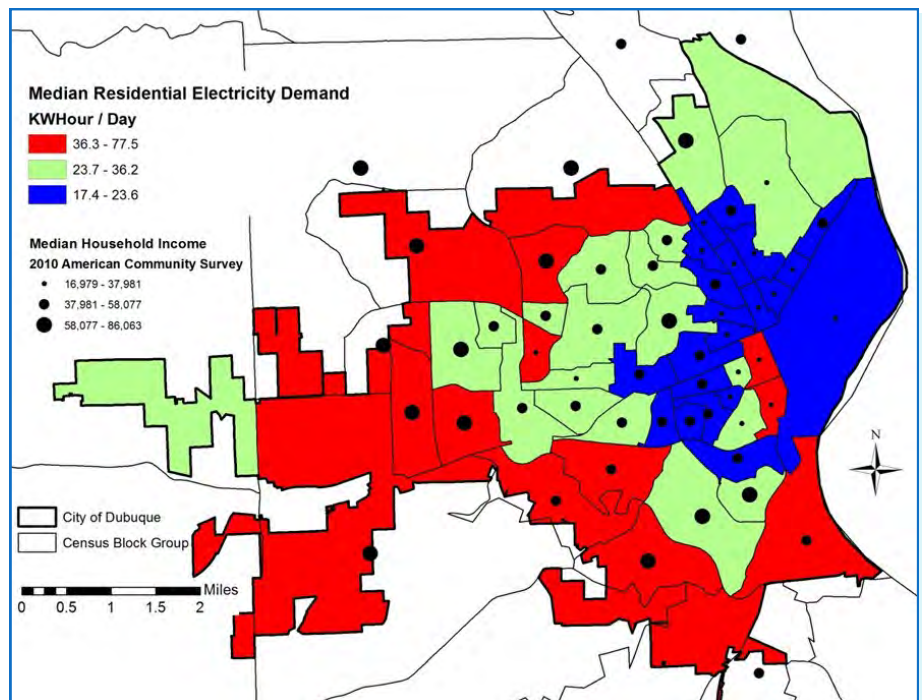 Median Residential Electricity Demand
KWHour / Day
36.3 - 77.5
23.7 - 36.2
17.4 - 23.6
Median Household Income
2010 American Community Survey
16,979 - 37,981
37,981 - 58,077
58,077 - 86,063
N
City of Dubuque
Census Block Group
Miles
0 0.5 1 1.5 2